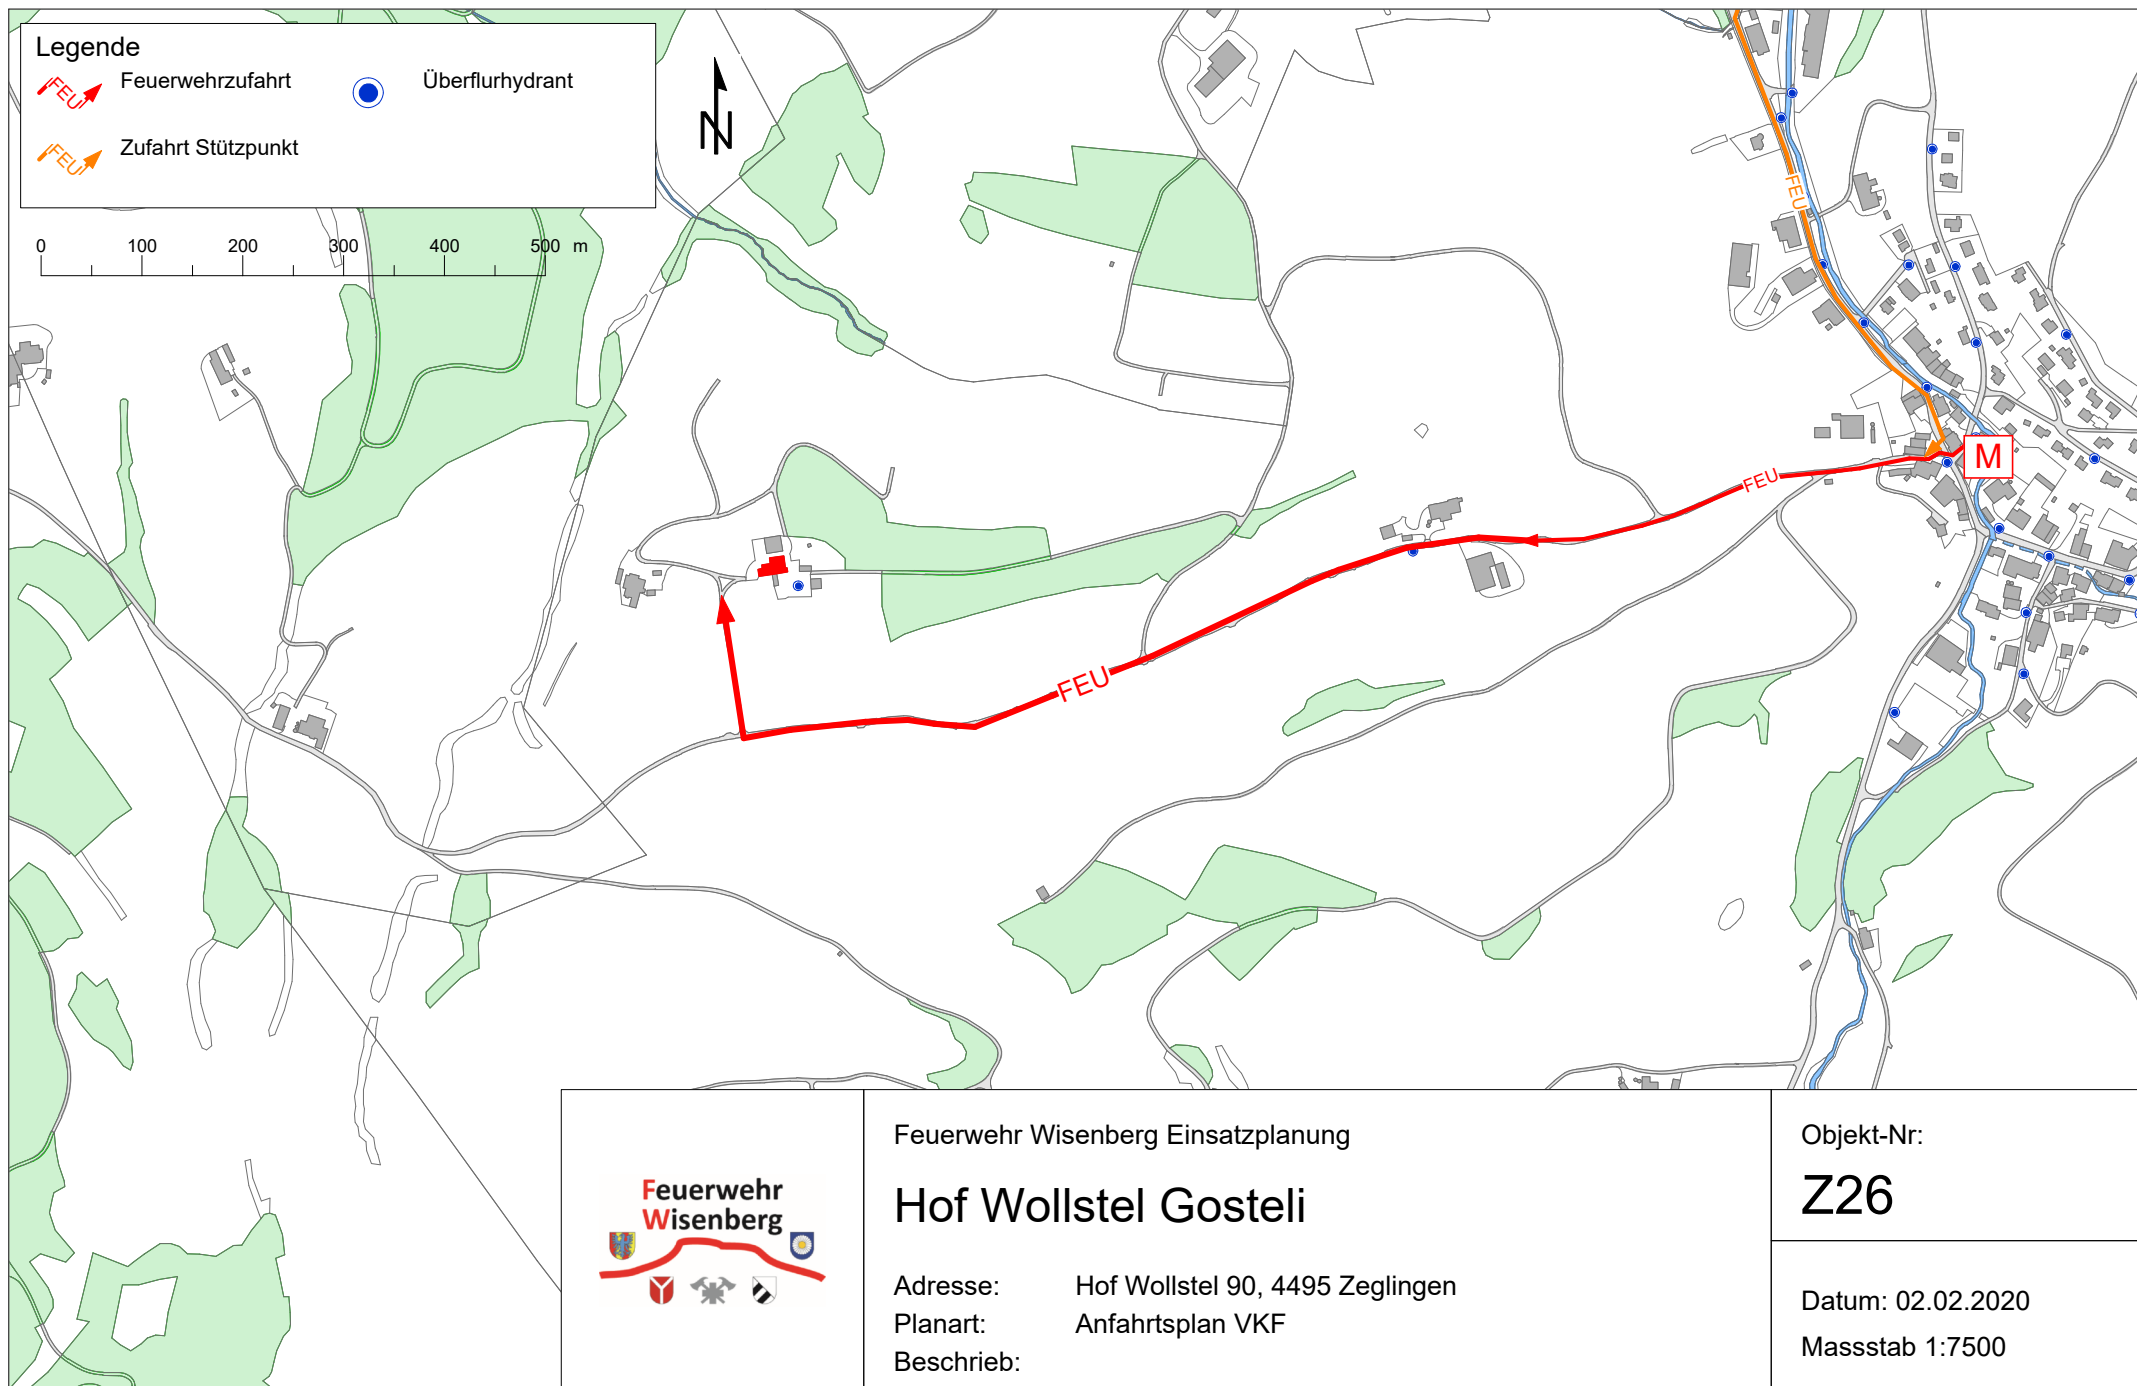 Legende
FEU Feuerwehrzufahrt
Überflurhydrant
FEU Zufahrt Stützpunkt
N
0 100 200 300 400 500 m
FEU
M
FEU
FEU
Feuerwehr
Wisenberg
Feuerwehr Wisenberg Einsatzplanung
Hof Wollstel Gosteli
Adresse: Hof Wollstel 90, 4495 Zeglingen
Planart: Anfahrtsplan VKF
Beschrieb:
Objekt-Nr:
Z26
Datum: 02.02.2020
Massstab 1:7500